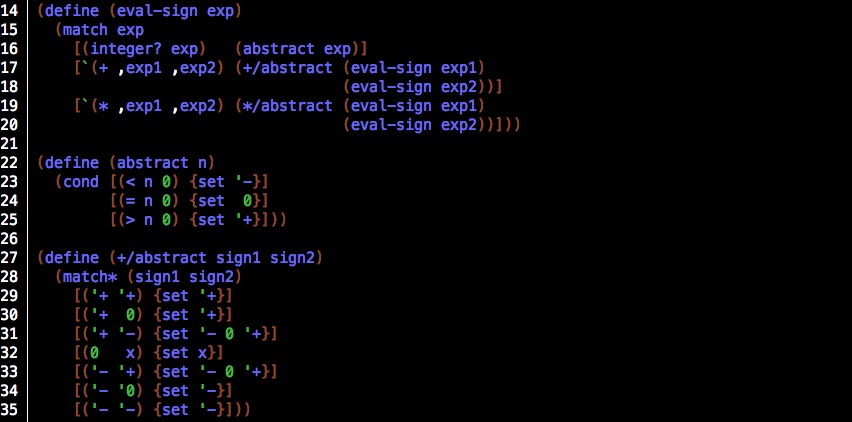 14 (define (eval-sign exp)
15   (match exp
16     [(integer? exp)   (abstract exp)]
17     [`(+ ,exp1 ,exp2) (+/abstract (eval-sign exp1)
18                                   (eval-sign exp2))]
19     [`(* ,exp1 ,exp2) (*/abstract (eval-sign exp1)
20                                   (eval-sign exp2))]))
21
22 (define (abstract n)
23   (cond [(< n 0) {set '-}]
24         [(= n 0) {set  0}]
25         [(> n 0) {set '+}]))
26
27 (define (+/abstract sign1 sign2)
28   (match* (sign1 sign2)
29     [('+ '+) {set '+}]
30     [('+  0) {set '+}]
31     [('+ '-) {set '- 0 '+}]
32     [(0   x) {set x}]
33     [('- '+) {set '- 0 '+}]
34     [('- '0) {set '-}]
35     [('- '-) {set '-}]))